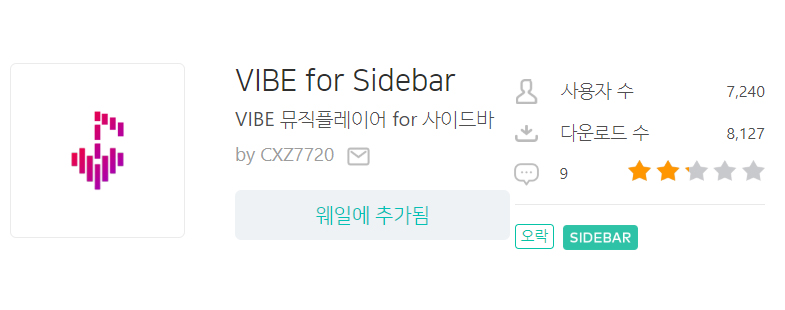 VIBE for Sidebar
VIBE 뮤직플레이어 for 사이드바
by CXZ7720
웨일에 추가됨
사용자 수 7,240
다운로드 수 8,127
9
오락 SIDEBAR